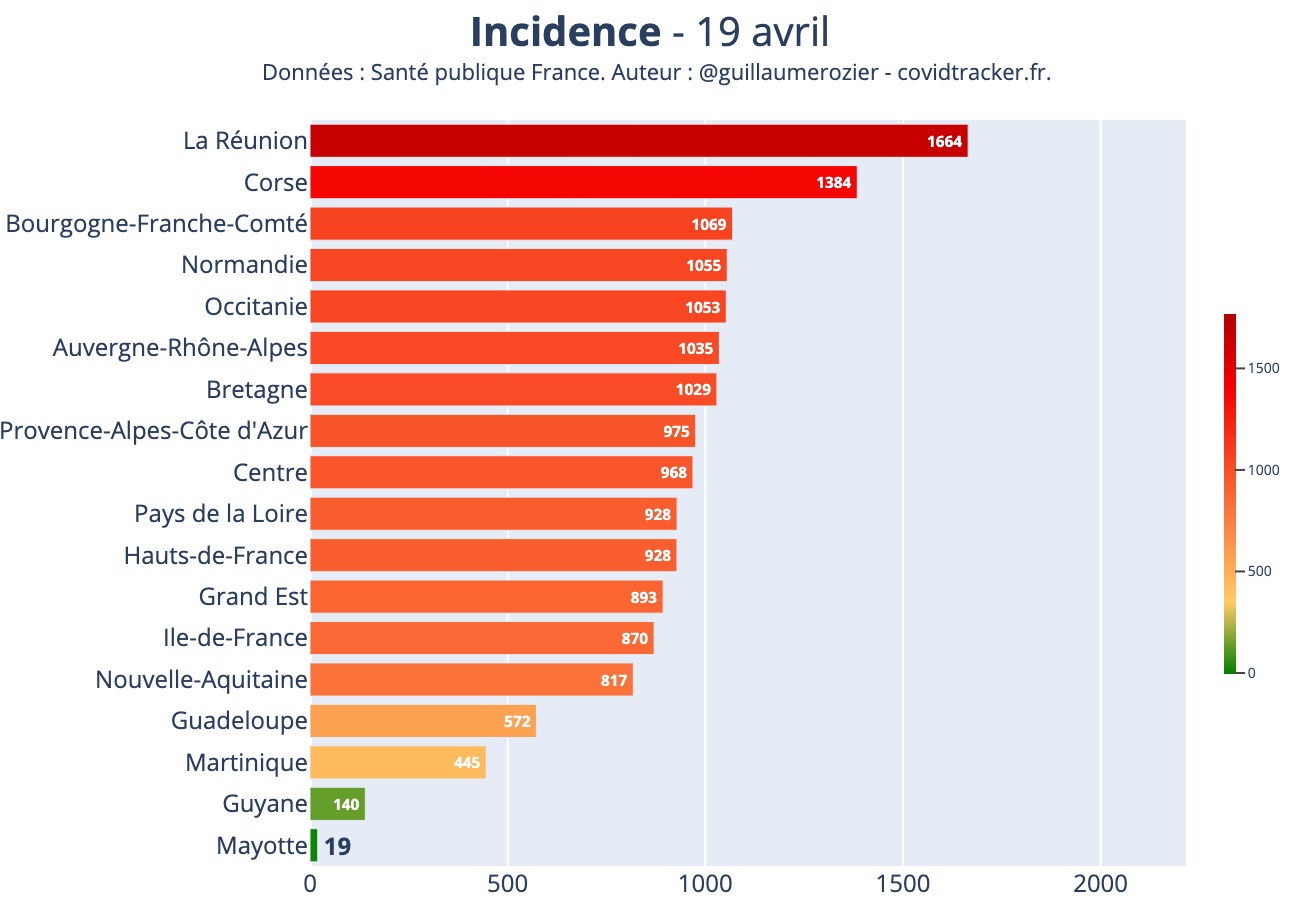 Incidence - 19 avril
Données : Santé publique France. Auteur : @guillaumerozier - covidtracker.fr.
La Réunion 1664
Corse 1384
Bourgogne-Franche-Comté 1069
Normandie 1055
Occitanie 1053
Auvergne-Rhône-Alpes 1035
Bretagne 1029
Provence-Alpes-Côte d'Azur 975
Centre 968
Pays de la Loire 928
Hauts-de-France 928
Grand Est 893
Ile-de-France 870
Nouvelle-Aquitaine 817
Guadeloupe 572
Martinique 445
Guyane 140
Mayotte 19
0 500 1000 1500 2000
1500
1000
500
0